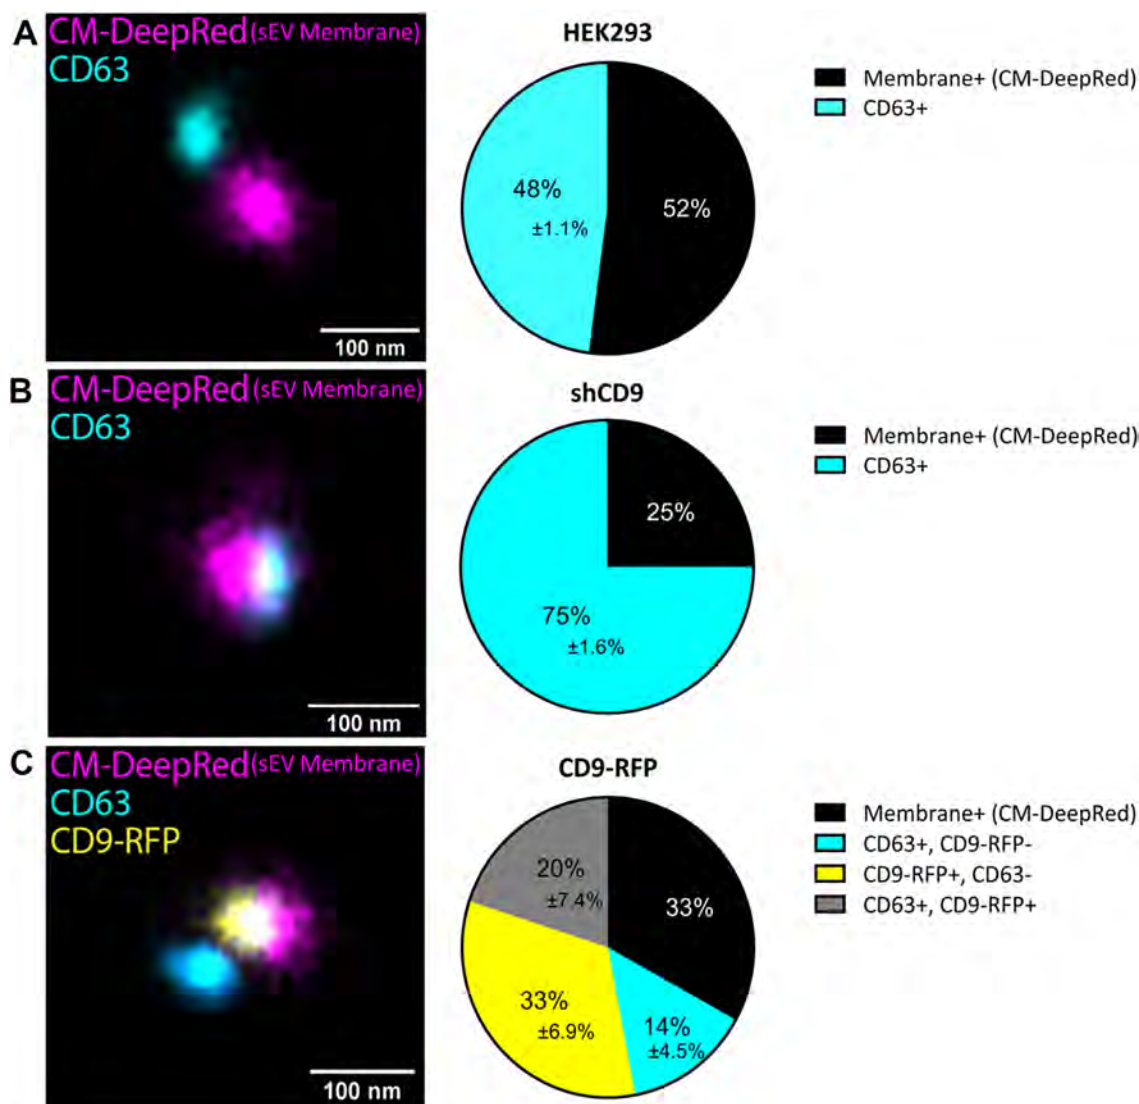 A
CM-DeepRed (sEV Membrane)
CD63
100 nm
HEK293
48%
±1.1%
52%
Membrane+ (CM-DeepRed)
CD63+
B
CM-DeepRed (sEV Membrane)
CD63
100 nm
shCD9
25%
75%
±1.6%
Membrane+ (CM-DeepRed)
CD63+
C
CM-DeepRed (sEV Membrane)
CD63
CD9-RFP
100 nm
CD9-RFP
20%
±7.4%
33%
33%
±6.9%
14%
±4.5%
Membrane+ (CM-DeepRed)
CD63+, CD9-RFP-
CD9-RFP+, CD63-
CD63+, CD9-RFP+